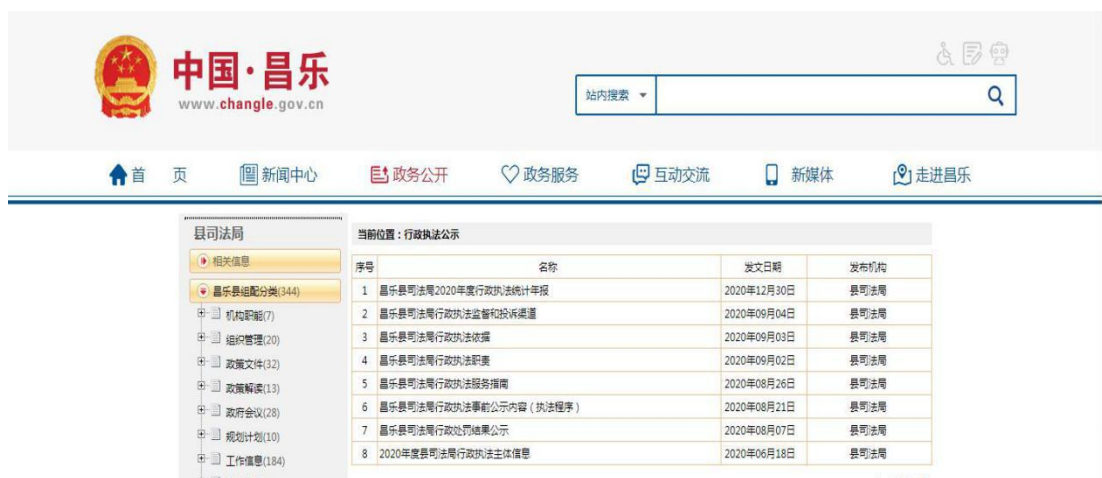 中国·昌乐
www.changle.gov.cn
站内搜索
首 页 新闻中心 政务公开 政务服务 互动交流 新媒体 走进昌乐
县司法局
相关信息
昌乐县组配分类(344)
机构职能(7)
组织管理(20)
政策文件(32)
政策解读(13)
政府会议(28)
规划计划(10)
工作信息(184)
当前位置：行政执法公示
序号 名称 发文日期 发布机构
1 昌乐县司法局2020年度行政执法统计年报 2020年12月30日 县司法局
2 昌乐县司法局行政执法监督和投诉渠道 2020年09月04日 县司法局
3 昌乐县司法局行政执法依据 2020年09月03日 县司法局
4 昌乐县司法局行政执法职责 2020年09月02日 县司法局
5 昌乐县司法局行政执法服务指南 2020年08月26日 县司法局
6 昌乐县司法局行政执法事前公示内容（执法程序） 2020年08月21日 县司法局
7 昌乐县司法局行政处罚结果公示 2020年08月07日 县司法局
8 2020年度县司法局行政执法主体信息 2020年06月18日 县司法局